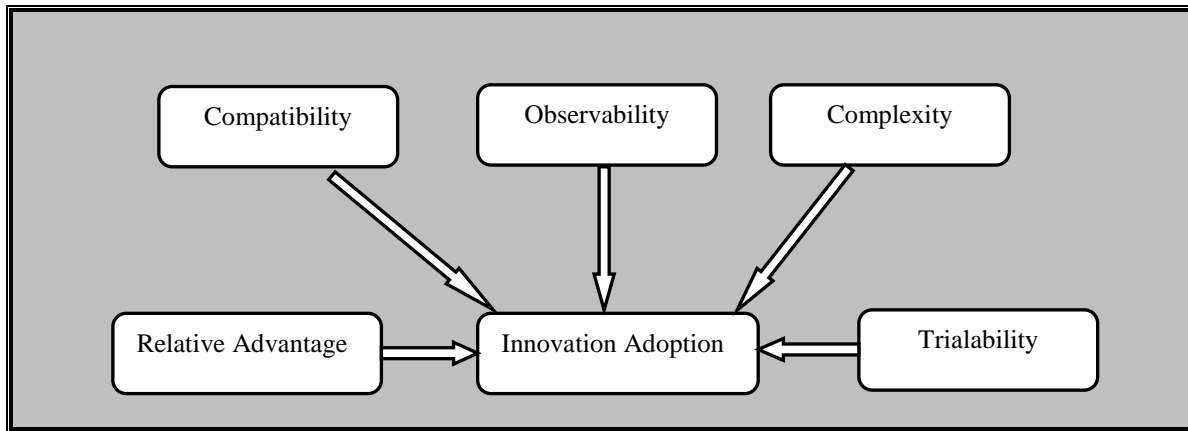 Compatibility
Observability
Complexity
Relative Advantage
Innovation Adoption
Trialability